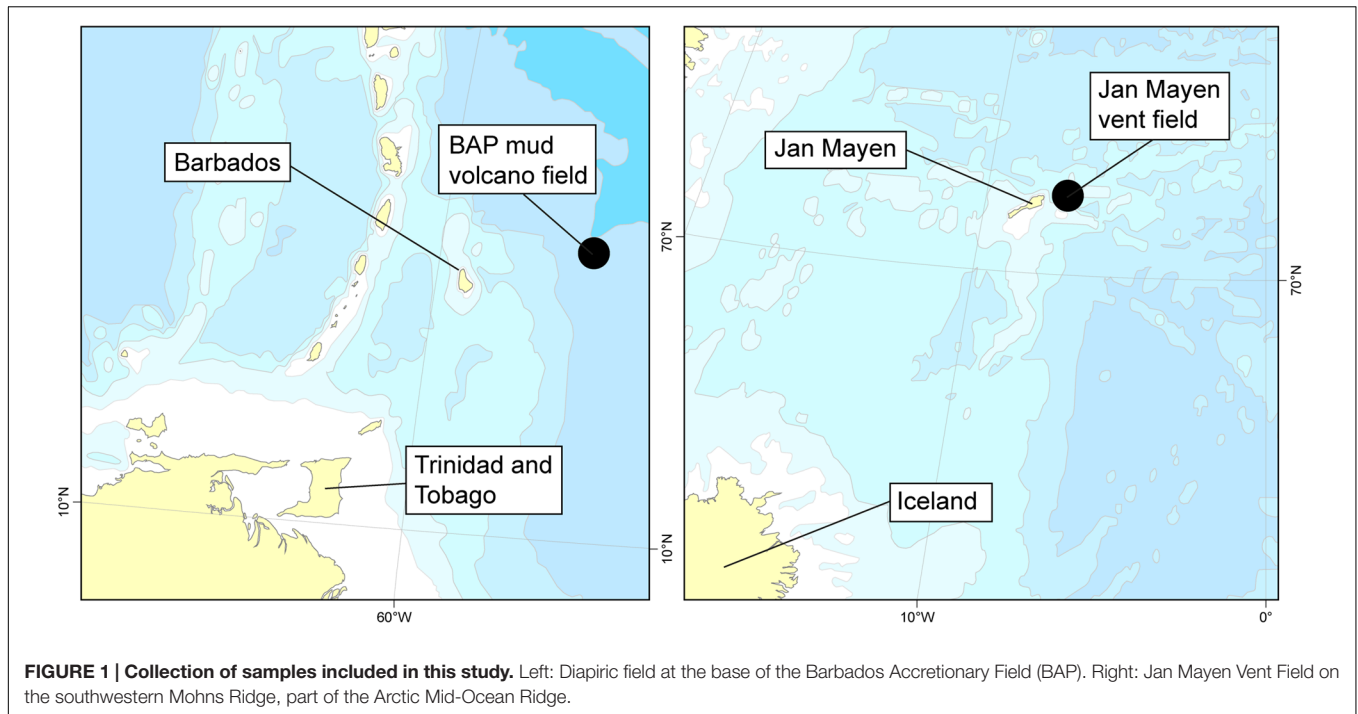 Barbados
BAP mud
volcano field
Trinidad and
Tobago
10°N
10°N
60°W
Jan Mayen
Jan Mayen
vent field
Iceland
70°N
70°N
10°W
0°
FIGURE 1 | Collection of samples included in this study. Left: Diapiric field at the base of the Barbados Accretionary Field (BAP). Right: Jan Mayen Vent Field on
the southwestern Mohns Ridge, part of the Arctic Mid-Ocean Ridge.